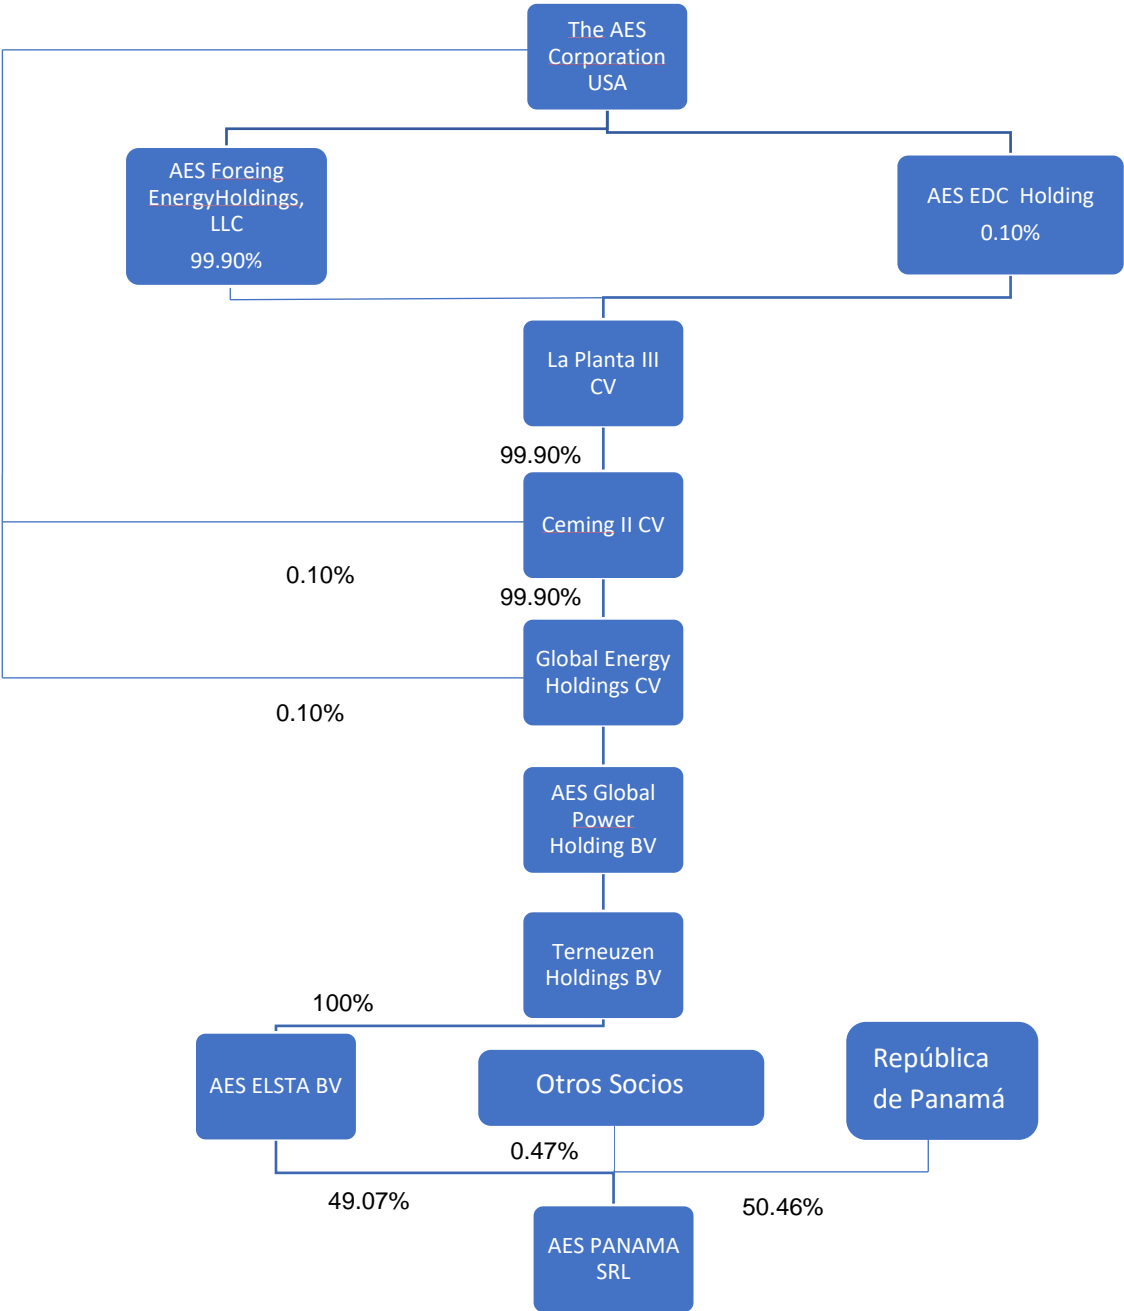 The AES
Corporation
USA
AES Foreing
EnergyHoldings,
LLC
99.90%
AES EDC  Holding
0.10%
La Planta III
CV
99.90%
Ceming II CV
0.10%
99.90%
Global Energy
Holdings CV
0.10%
AES Global
Power
Holding BV
Terneuzen
Holdings BV
100%
AES ELSTA BV
Otros Socios
República
de Panamá
0.47%
49.07%
50.46%
AES PANAMA
SRL